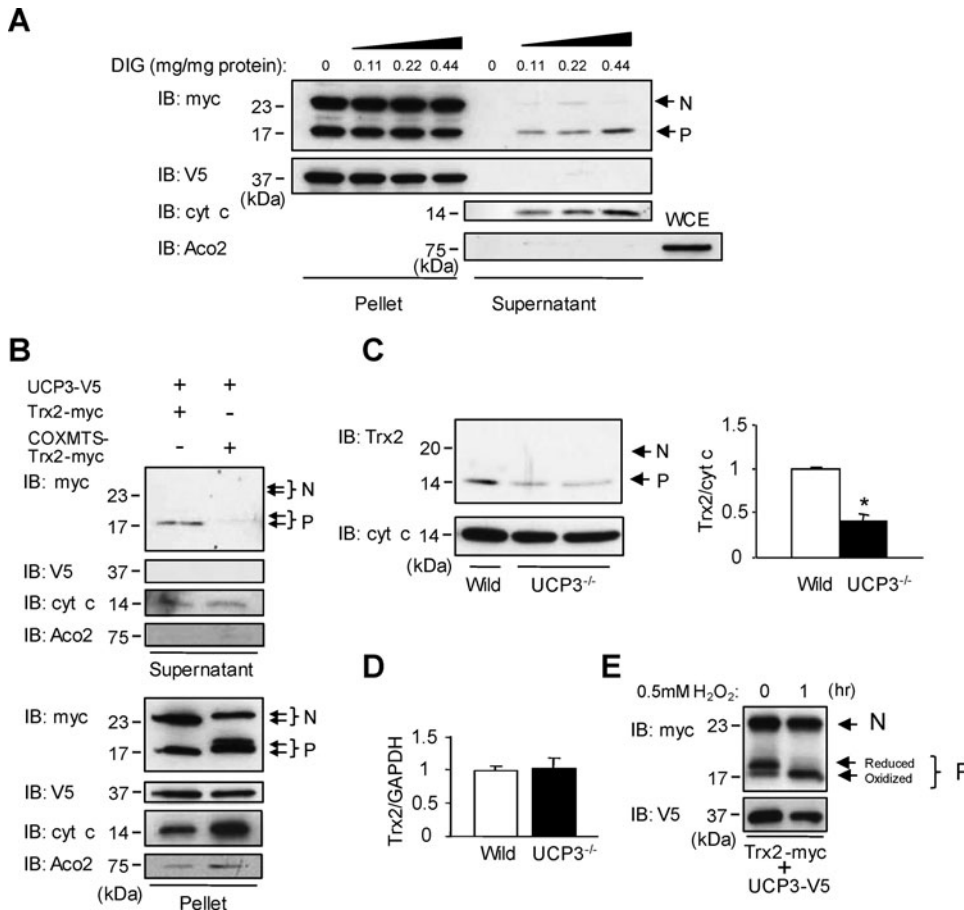 A
DIG (mg/mg protein): 0 0.11 0.22 0.44 0 0.11 0.22 0.44
IB: myc 23 N
17 P
IB: V5 37
(kDa)
IB: cyt c 14 WCE
IB: Aco2 75
(kDa)
Pellet Supernatant
B
UCP3-V5 + +
Trx2-myc + -
COXMTS-
Trx2-myc - +
IB: myc 23 N
17 P
IB: V5 37
IB: cyt c 14
IB: Aco2 75
Supernatant
IB: myc 23 N
17 P
IB: V5 37
IB: cyt c 14
IB: Aco2 75
(kDa)
Pellet
C
IB: Trx2 20 N
14 P
IB: cyt c 14
(kDa)
Wild UCP3-/-
Trx2/cyt c
1.5
1
0.5
0
*
Wild UCP3-/-
D
Trx2/GAPDH
1.5
1
0.5
0
Wild UCP3-/-
E
0.5mM H₂O₂: 0 1 (hr)
IB: myc 23 N
Reduced
17 Oxidized P
IB: V5 37
(kDa)
Trx2-myc
+
UCP3-V5